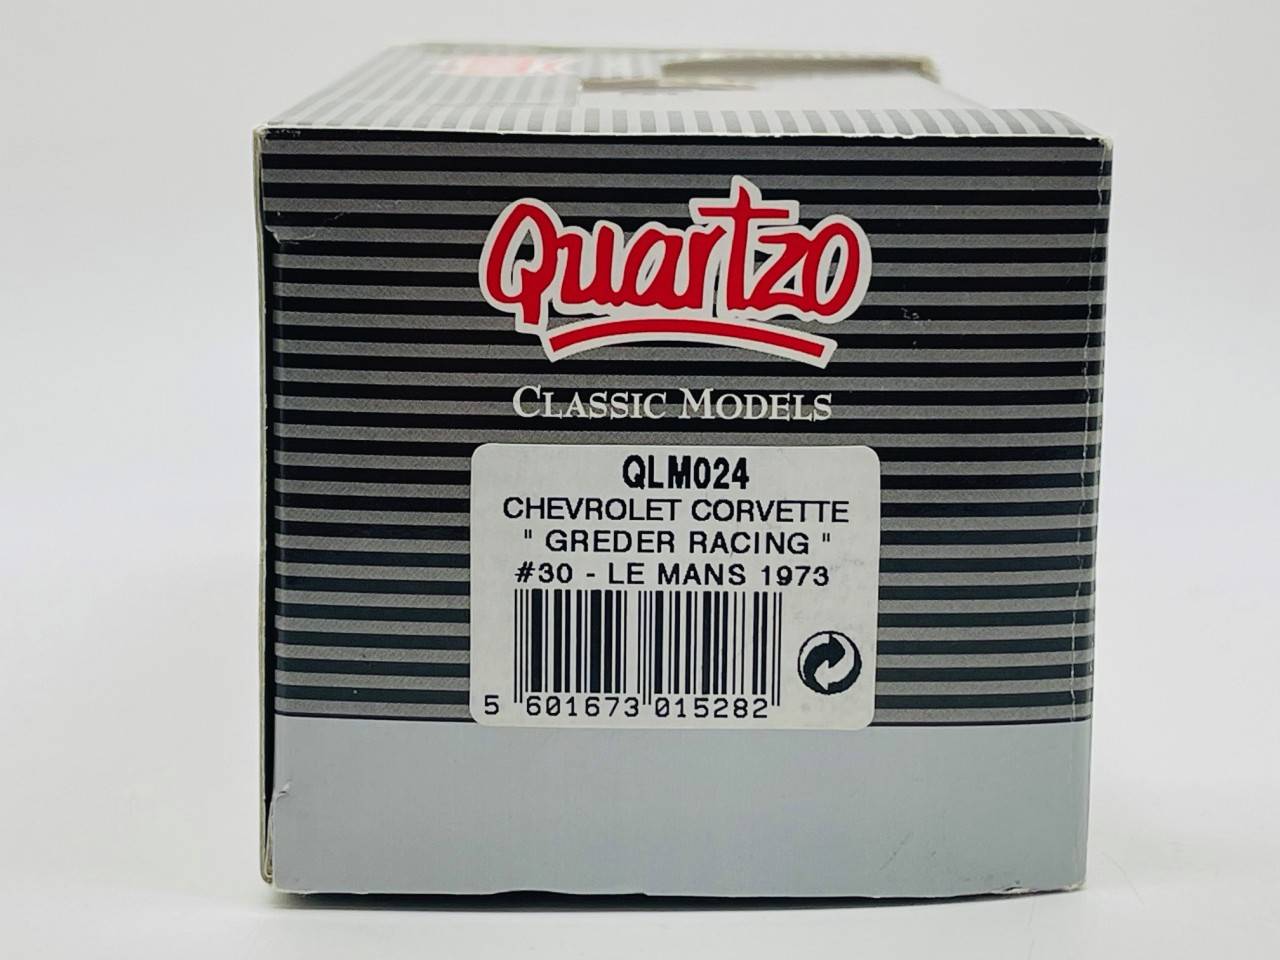 Quartzo
CLASSIC MODELS
QLM024
CHEVROLET CORVETTE
" GREDER RACING "
#30 - LE MANS 1973
5 601673 015282